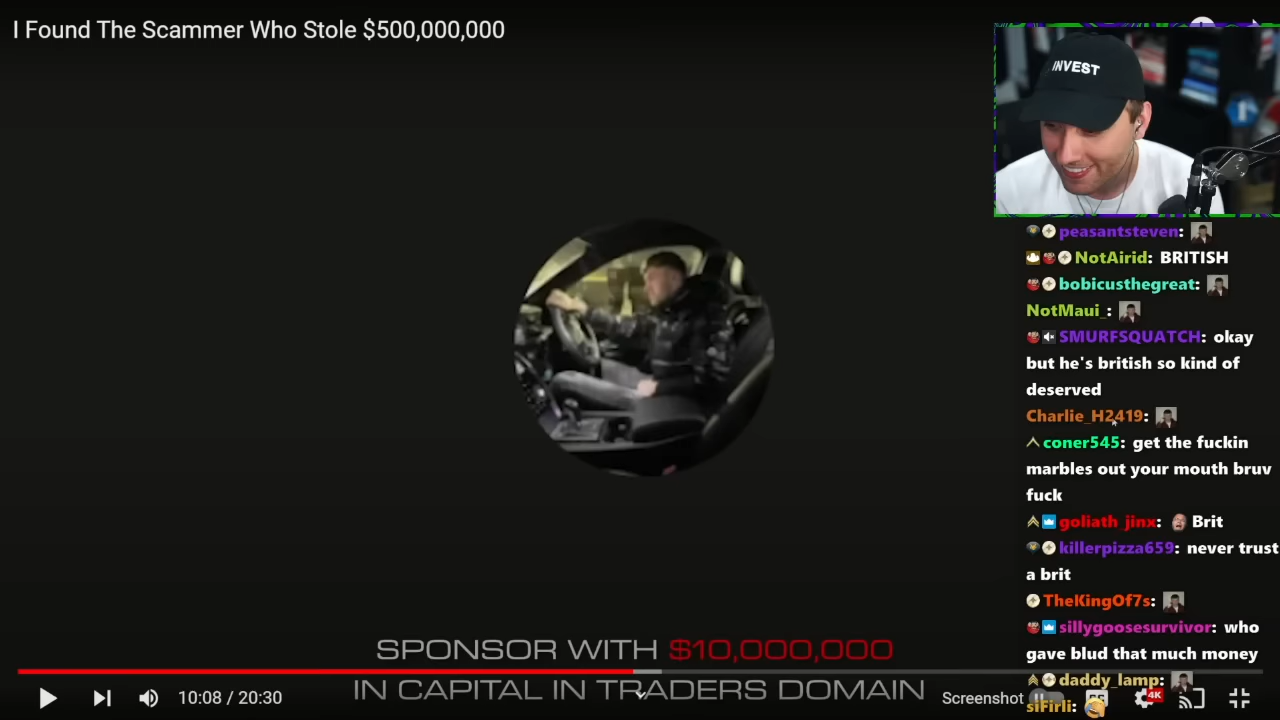 I Found The Scammer Who Stole $500,000,000
INVEST
peasantsteven:
NotAirid: BRITISH
bobicusthegreat:
NotMaui_:
SMURFSQUATCH: okay
but he's british so kind of
deserved
Charlie_H2419:
coner545: get the fuckin
marbles out your mouth bruv
fuck
goliath_jinx: Brit
killerpizza659: never trust
a brit
TheKingOf7s:
sillygoosesurvivor: who
gave blud that much money
daddy_lamp:
siFirli:
SPONSOR WITH $10,000,000
IN CAPITAL IN TRADERS DOMAIN
10:08 / 20:30
Screenshot
4K